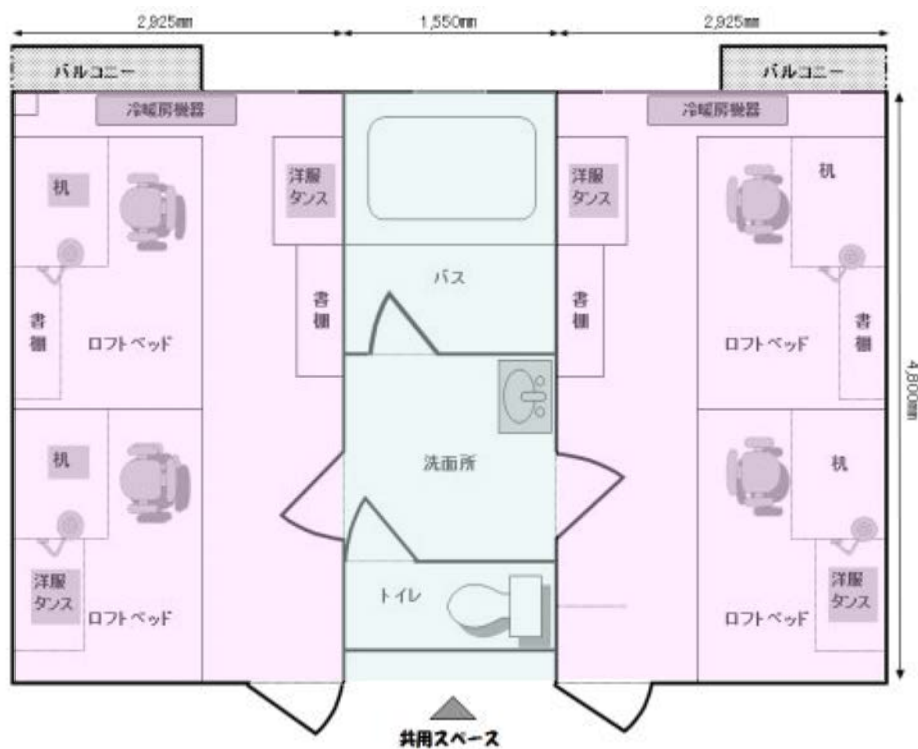 2,925mm
1,550mm
2,925mm
バルコニー
バルコニー
冷暖房機器
冷暖房機器
机
洋服
タンス
洋服
タンス
机
バス
書棚
ロフトベッド
書棚
書棚
ロフトベッド
書棚
4,800mm
机
洗面所
机
洋服
タンス
ロフトベッド
トイレ
ロフトベッド
洋服
タンス
共用スペース